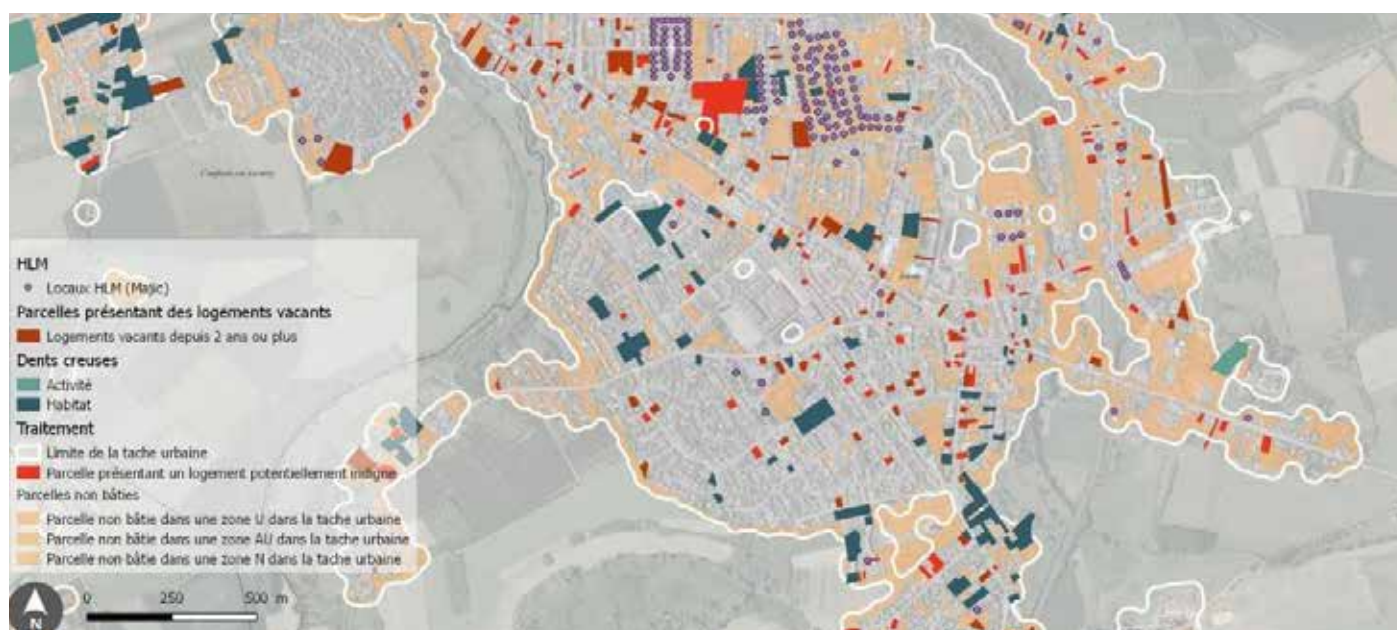 HLM
Locaux HLM (Majic)
Parcelles présentant des logements vacants
Logements vacants depuis 2 ans ou plus
Dents creuses
Activité
Habitat
Traitement
Limite de la tache urbaine
Parcelle présentant un logement potentiellement indigne
Parcelles non bâties
Parcelle non bâtie dans une zone U dans la tache urbaine
Parcelle non bâtie dans une zone AU dans la tache urbaine
Parcelle non bâtie dans une zone N dans la tache urbaine
0 250 500 m
N